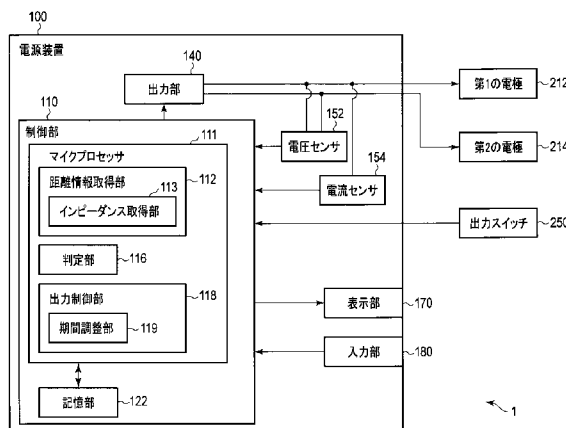 100
電源装置
140
出力部
第1の電極
212
110
152
制御部
111
電圧センサ
第2の電極
214
マイクロプロセッサ
154
距離情報取得部
112
113
電流センサ
インピーダンス取得部
出力スイッチ
250
判定部
116
出力制御部
118
表示部
170
期間調整部
119
入力部
180
記憶部
122
1